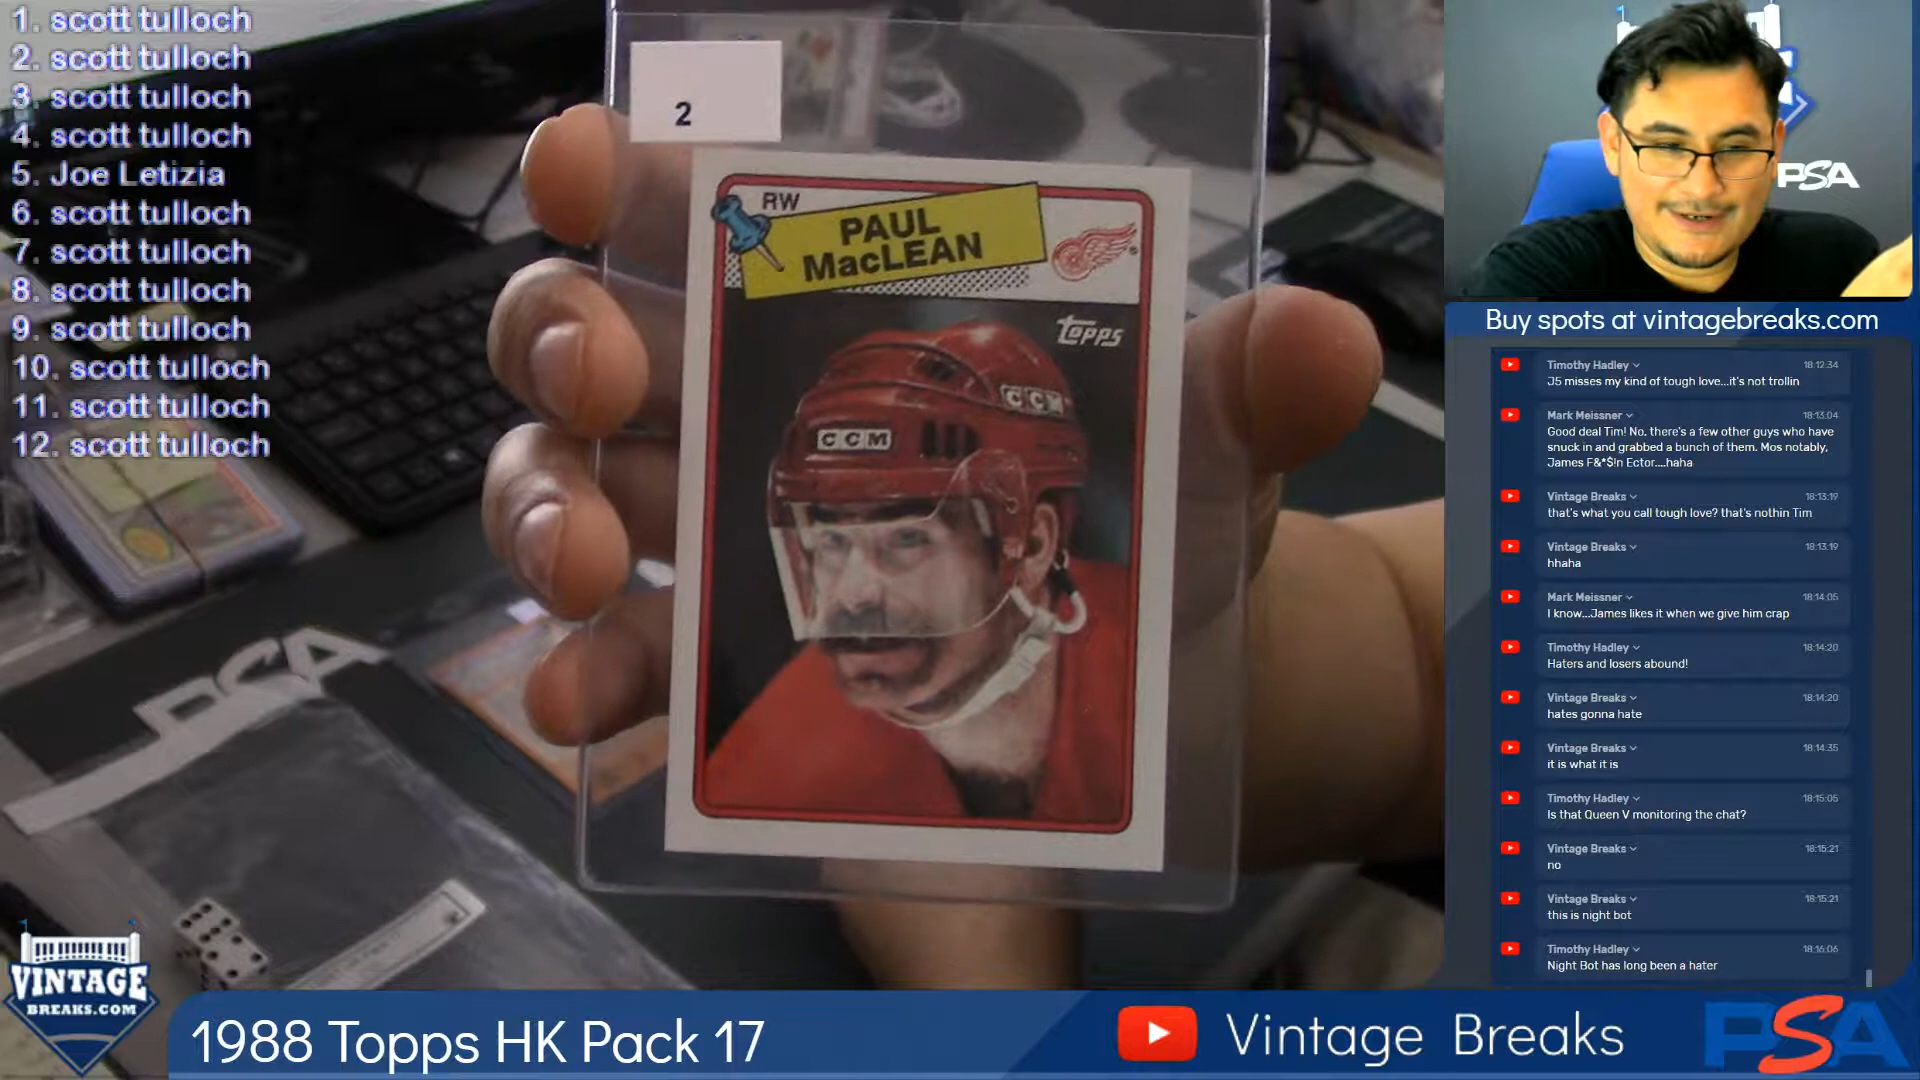 1. scott tulloch
2. scott tulloch
3. scott tulloch
4. scott tulloch
5. Joe Letizia
6. scott tulloch
7. scott tulloch
8. scott tulloch
9. scott tulloch
10. scott tulloch
11. scott tulloch
12. scott tulloch
2
RW
PAUL
MacLEAN
TOPPS
CCM
CCM
PSA
PSA
Buy spots at vintagebreaks.com
Timothy Hadley 18:12:34
J5 misses my kind of tough love...it's not trollin
Mark Meissner 18:13:04
Good deal Tim! No, there's a few other guys who have
snuck in and grabbed a bunch of them. Mos notably,
James F&*$!n Ector....haha
Vintage Breaks 18:13:19
that's what you call tough love? that's nothin Tim
Vintage Breaks 18:13:19
hhaha
Mark Meissner 18:14:05
I know...James likes it when we give him crap
Timothy Hadley 18:14:20
Haters and losers abound!
Vintage Breaks 18:14:20
hates gonna hate
Vintage Breaks 18:14:35
it is what it is
Timothy Hadley 18:15:05
Is that Queen V monitoring the chat?
Vintage Breaks 18:15:21
no
Vintage Breaks 18:15:21
this is night bot
Timothy Hadley 18:16:06
Night Bot has long been a hater
VINTAGE
BREAKS.COM
1988 Topps HK Pack 17
Vintage Breaks
PSA